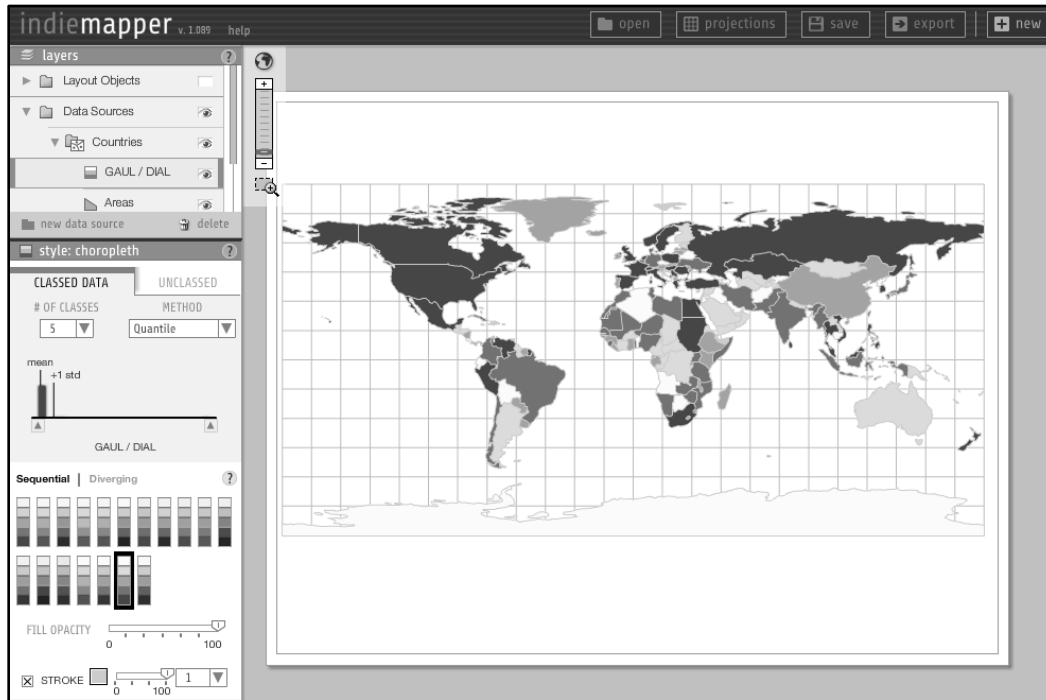 indiemapper v. 1.089 help
open projections save export new
layers ?
Layout Objects
Data Sources
Countries
GAUL / DIAL
Areas
new data source delete
style: choropleth ?
CLASSED DATA UNCLASSED
# OF CLASSES METHOD
5 Quantile
mean
+1 std
GAUL / DIAL
Sequential | Diverging ?
FILL OPACITY
0 100
STROKE 1
0 100